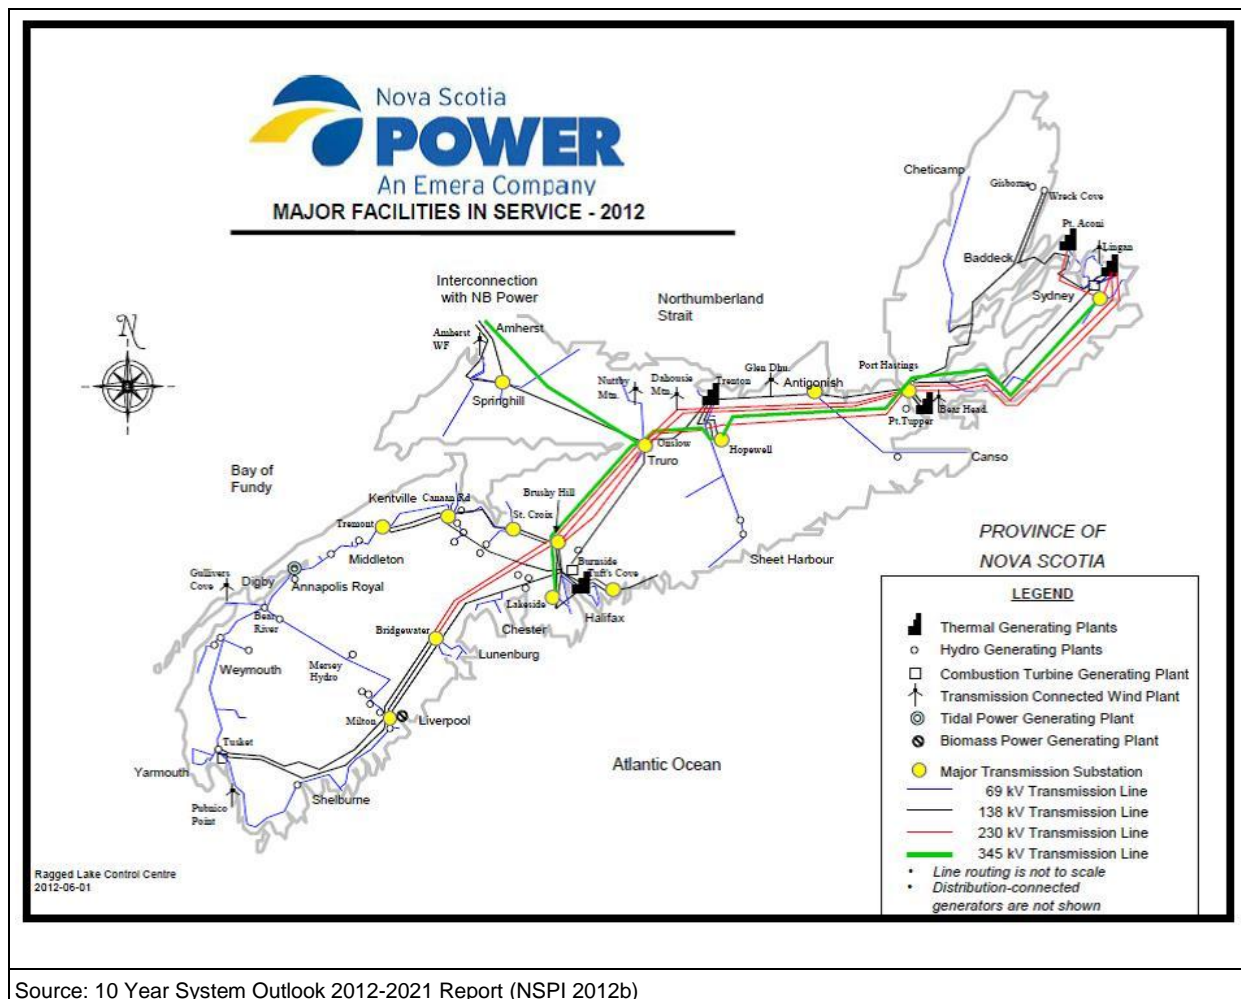 Nova Scotia
POWER
An Emera Company
MAJOR FACILITIES IN SERVICE - 2012
Interconnection
with NB Power
Northumberland
Strait
Cheticamp
Gisborne
Wreck Cove
Pt. Aconi
Lingan
Baddeck
Sydney
N
Amherst
Amherst
WF
Springhill
Nuttby
Mtn.
Dahousie
Mtn.
Trenton
Glen Dhu.
Antigonish
Port Hastings
Pt.Tupper
Bear Head.
Onslow
Truro
Hopewell
Canso
Bay of
Fundy
Kentville
Canaan Rd
Brushy Hill
St. Croix
Tremont
Middleton
Sheet Harbour
Burnside
Tuft's Cove
Gullivers
Cove
Digby
Annapolis Royal
Lakeside
Halifax
Chester
Bear
River
Bridgewater
Lunenburg
Weymouth
Mersey
Hydro
Milton
Liverpool
Tusket
Yarmouth
Shelburne
Pubnico
Point
Atlantic Ocean
PROVINCE OF
NOVA SCOTIA
LEGEND
Thermal Generating Plants
Hydro Generating Plants
Combustion Turbine Generating Plant
Transmission Connected Wind Plant
Tidal Power Generating Plant
Biomass Power Generating Plant
Major Transmission Substation
69 kV Transmission Line
138 kV Transmission Line
230 kV Transmission Line
345 kV Transmission Line
• Line routing is not to scale
• Distribution-connected
generators are not shown
Ragged Lake Control Centre
2012-06-01
Source: 10 Year System Outlook 2012-2021 Report (NSPI 2012b)